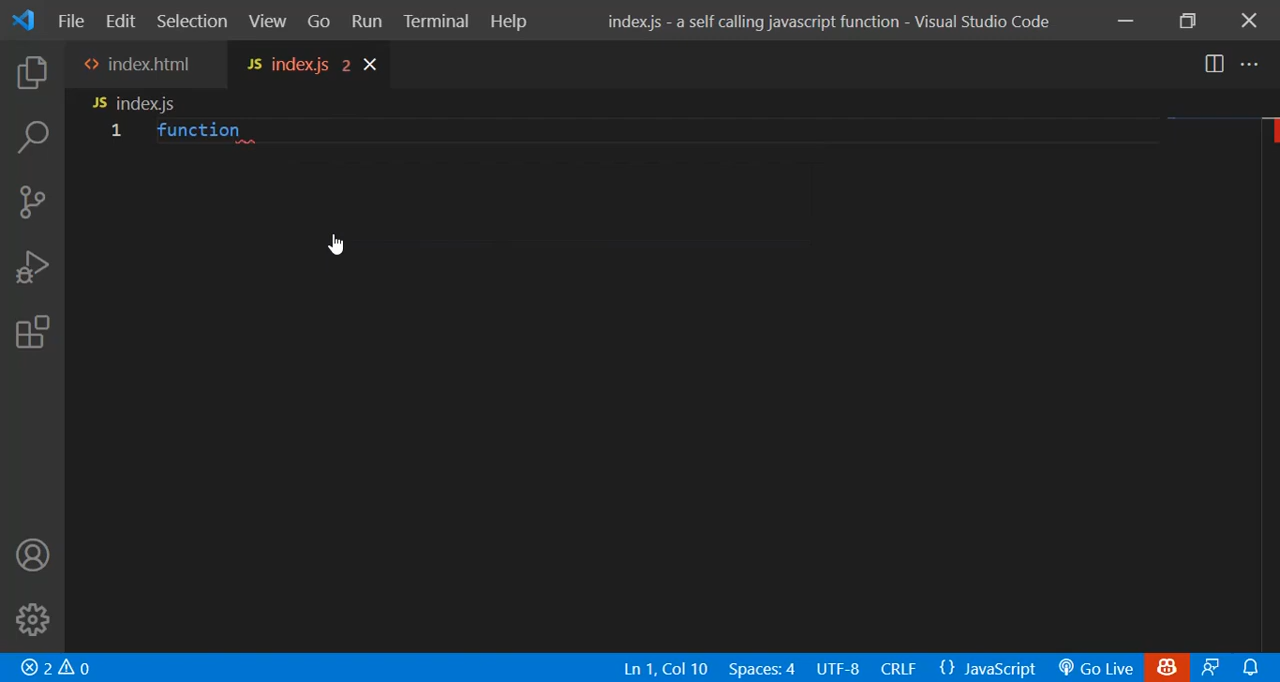 File Edit Selection View Go Run Terminal Help index.js - a self calling javascript function - Visual Studio Code
<> index.html JS index.js 2
JS index.js
1 function
2 0 Ln 1, Col 10 Spaces: 4 UTF-8 CRLF {} JavaScript Go Live